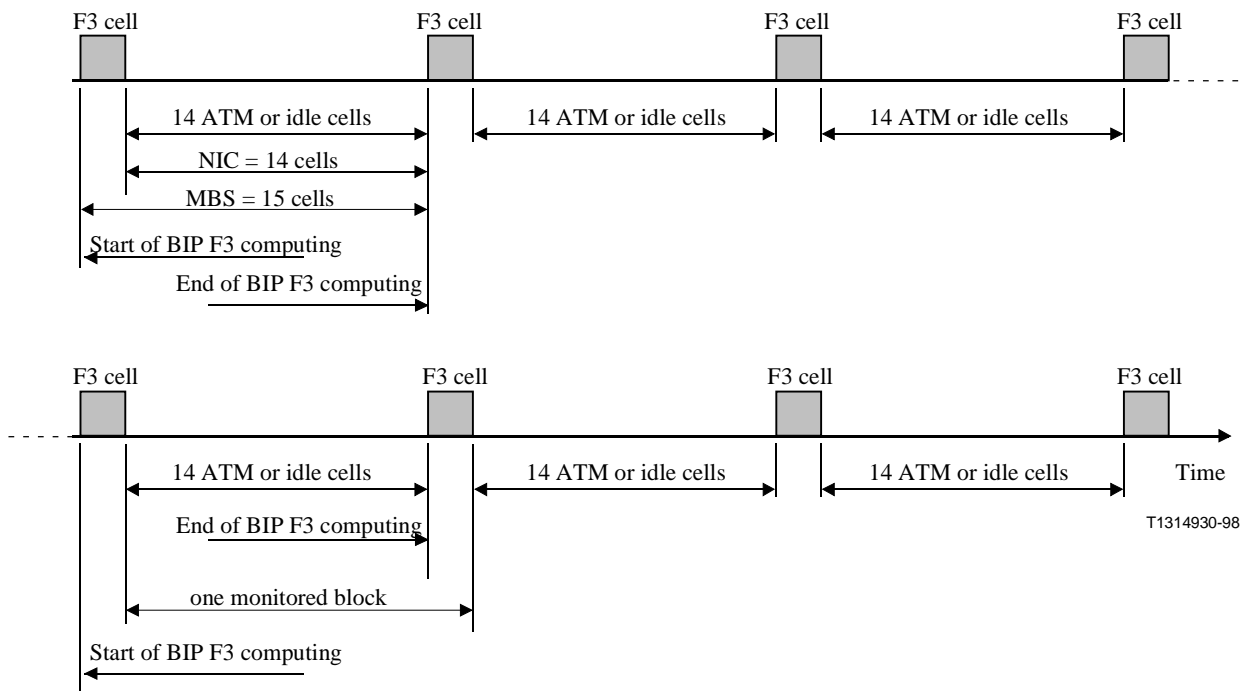 F3 cell F3 cell F3 cell F3 cell
14 ATM or idle cells 14 ATM or idle cells 14 ATM or idle cells
NIC = 14 cells
MBS = 15 cells
Start of BIP F3 computing
End of BIP F3 computing
F3 cell F3 cell F3 cell F3 cell
14 ATM or idle cells 14 ATM or idle cells 14 ATM or idle cells Time
End of BIP F3 computing
T1314930-98
one monitored block
Start of BIP F3 computing